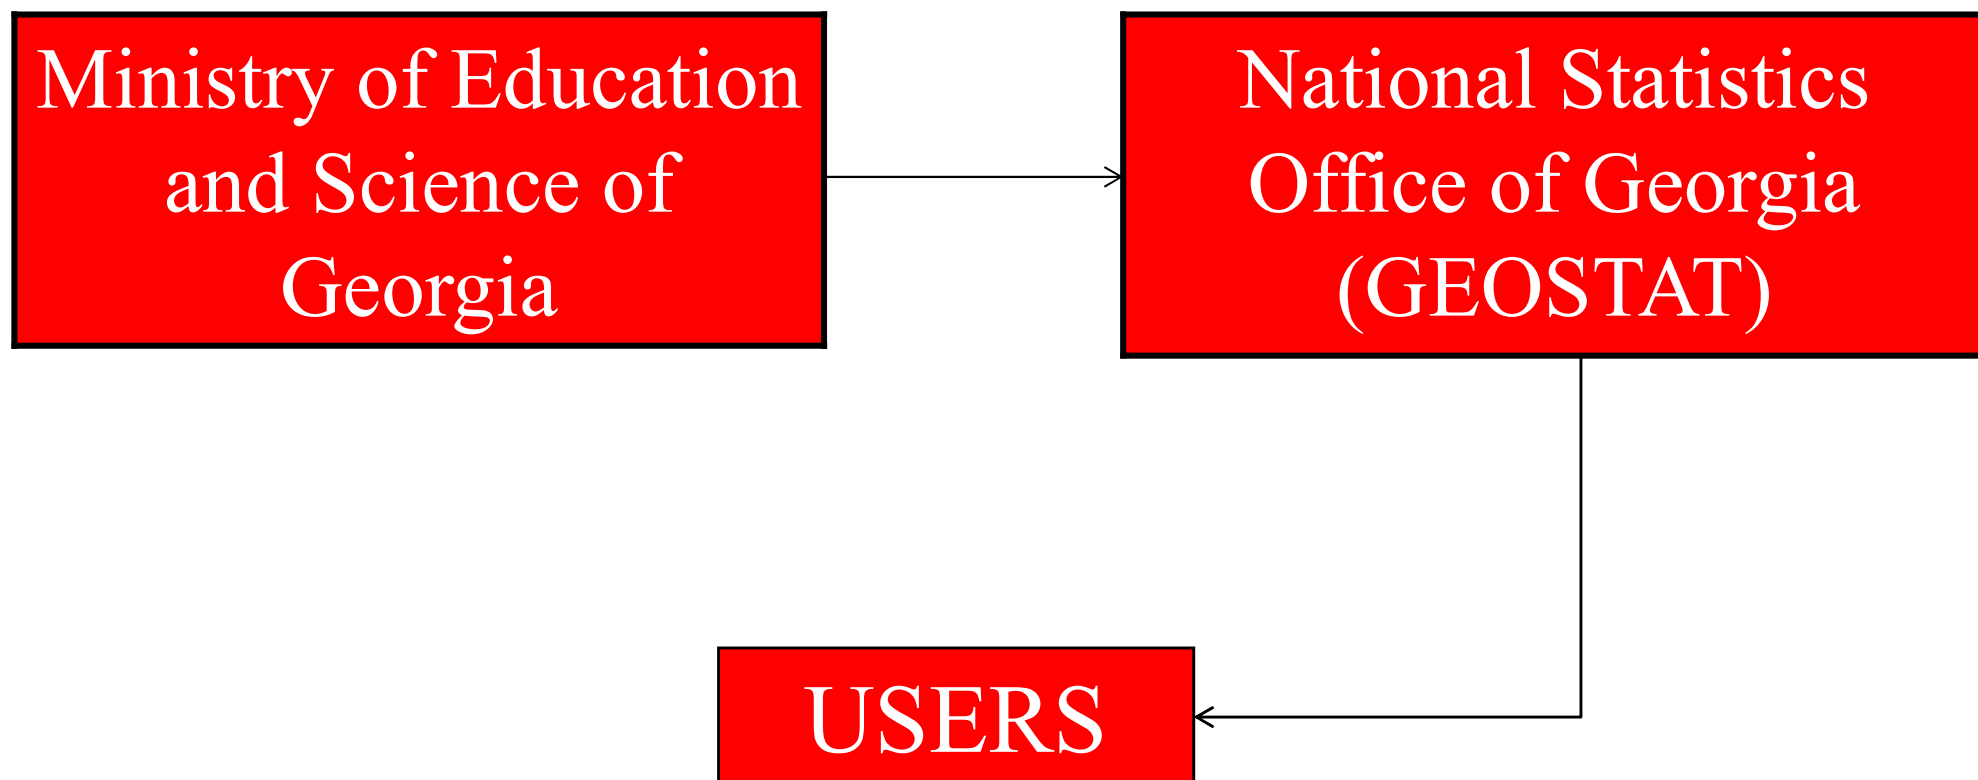 Ministry of Education
and Science of
Georgia
National Statistics
Office of Georgia
(GEOSTAT)
USERS